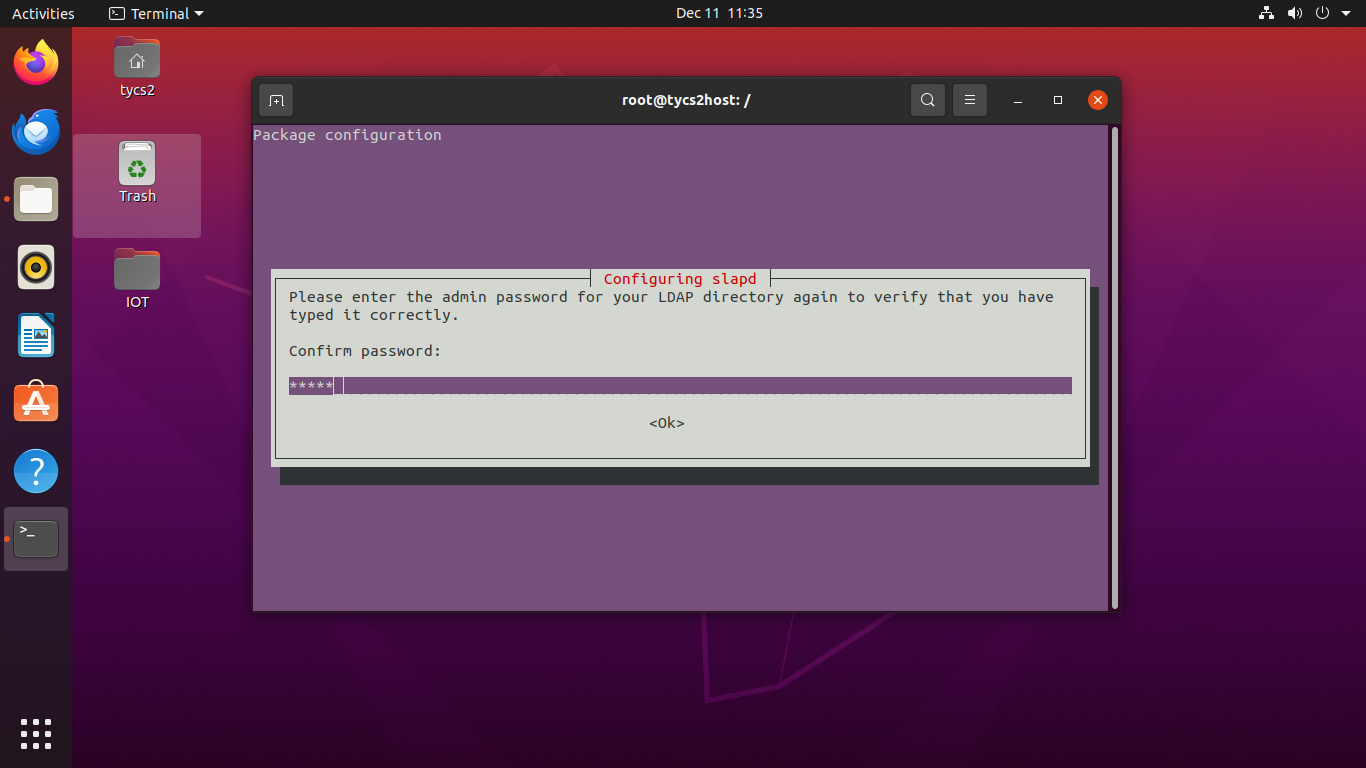 Activities
Terminal
Dec 11 11:35
tycs2
Trash
IOT
root@tycs2host: /
Package configuration
Configuring slapd
Please enter the admin password for your LDAP directory again to verify that you have
typed it correctly.
Confirm password:
*****
<Ok>